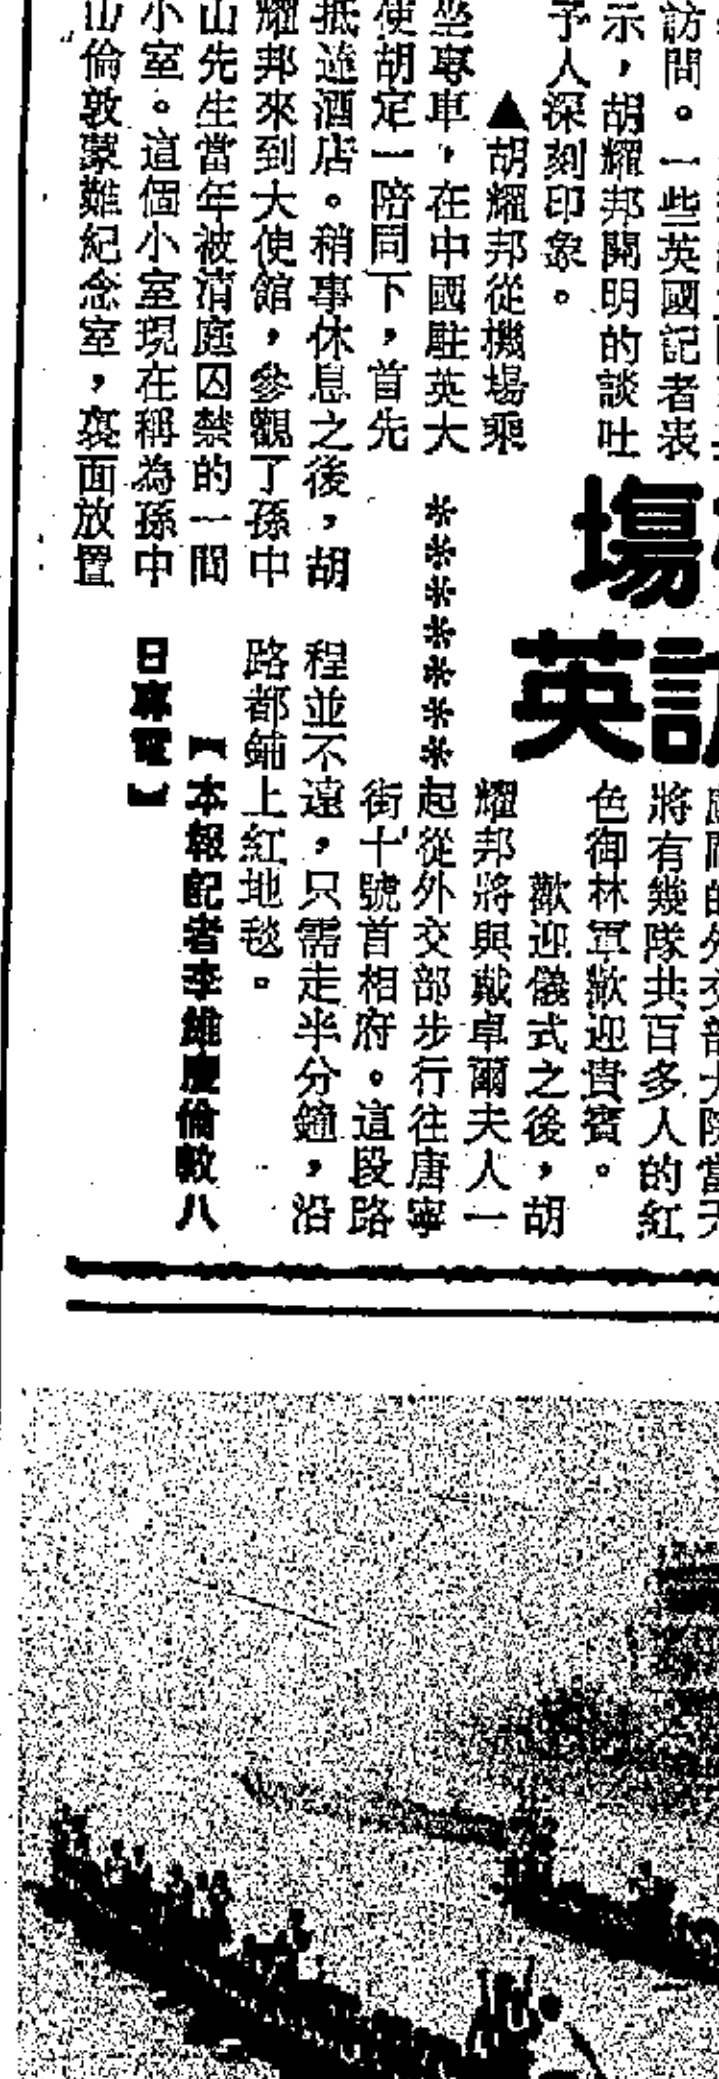 訪問。一些英國記者表
示，胡耀邦開明的談吐
予人深刻印象。
▲胡耀邦從機場乘
坐專車，在中國駐英大
使胡定一陪同下，首先
抵達酒店。稍事休息之後，胡
耀邦來到大使館，參觀了孫中
山先生當年被清庭囚禁的一間
小室。這個小室現在稱為孫中
山倫敦蒙難紀念室，裏面放置
場
訪英
*******
的外交部大院當天
將有幾隊共百多人的紅
色御林軍歡迎貴賓。
歡迎儀式之後，胡
耀邦將與戴卓爾夫人一
起從外交部步行往唐寧
街十號首相府。這段路
程並不遠，只需走半分鐘，沿
路都鋪上紅地毯。
【本報記者李維慶倫敦八
日專電】